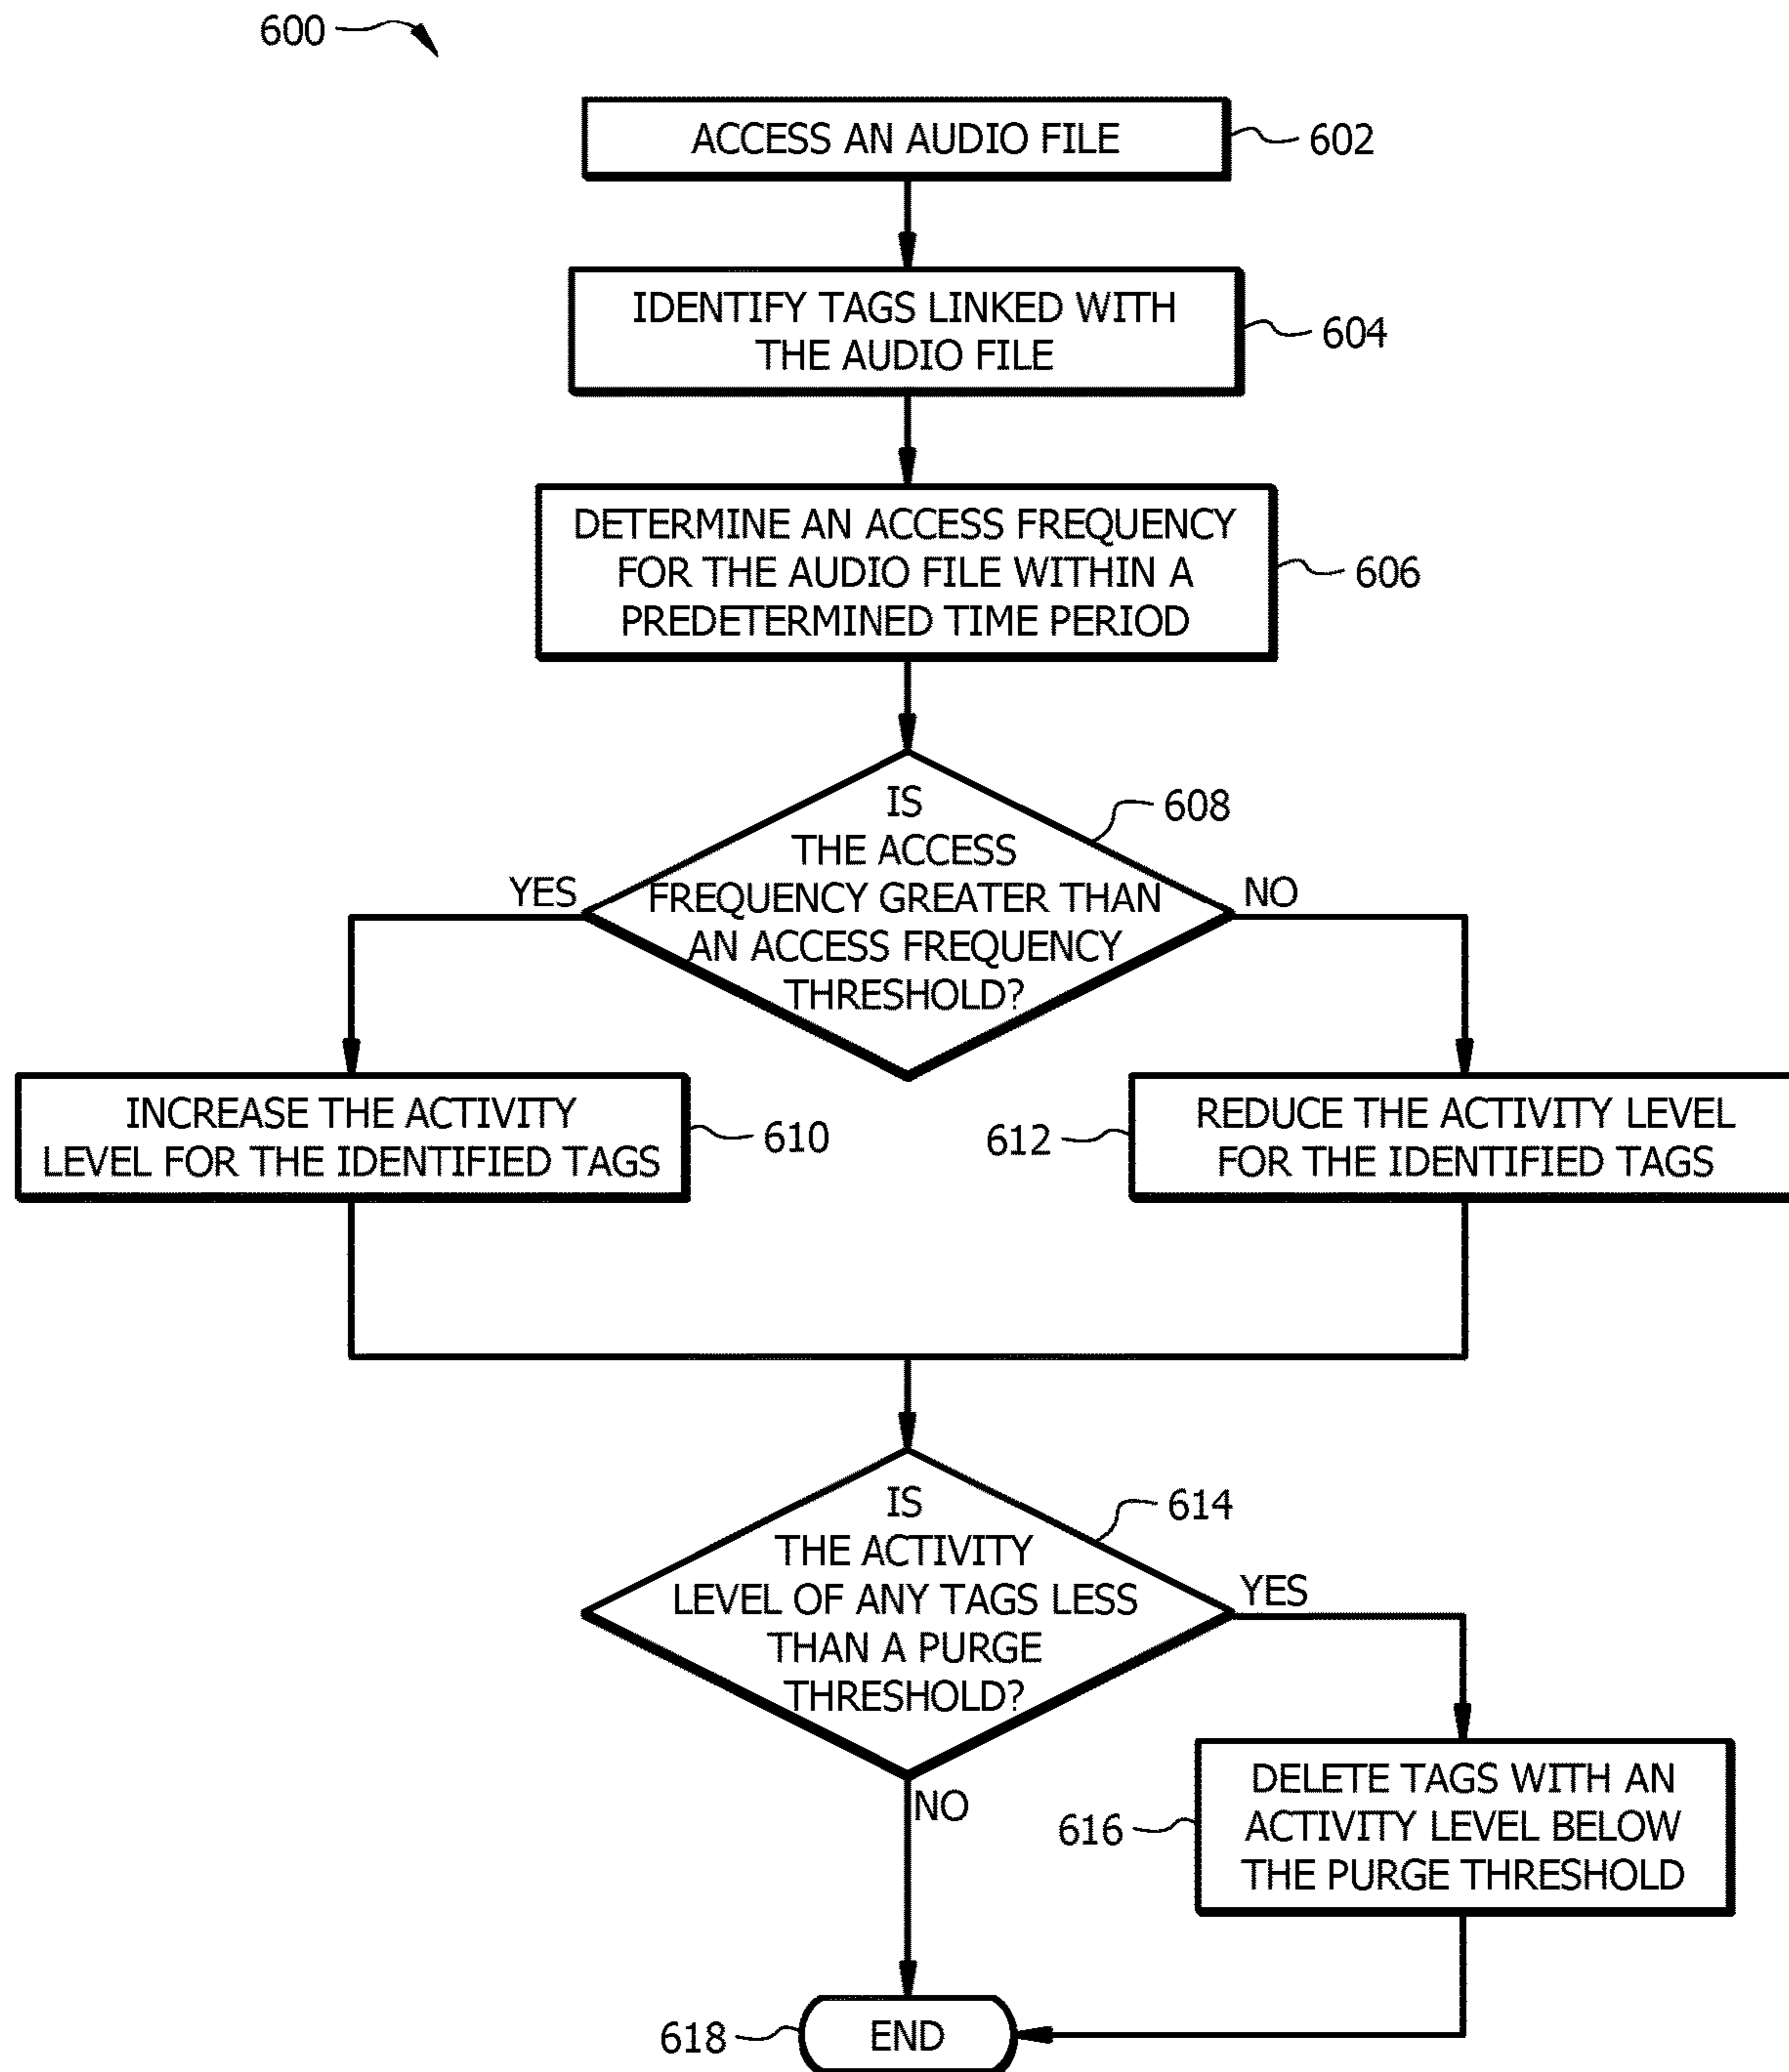 600
ACCESS AN AUDIO FILE
602
IDENTIFY TAGS LINKED WITH
THE AUDIO FILE
604
DETERMINE AN ACCESS FREQUENCY
FOR THE AUDIO FILE WITHIN A
PREDETERMINED TIME PERIOD
606
IS
THE ACCESS
FREQUENCY GREATER THAN
AN ACCESS FREQUENCY
THRESHOLD?
608
YES
NO
INCREASE THE ACTIVITY
LEVEL FOR THE IDENTIFIED TAGS
610
612
REDUCE THE ACTIVITY LEVEL
FOR THE IDENTIFIED TAGS
IS
THE ACTIVITY
LEVEL OF ANY TAGS LESS
THAN A PURGE
THRESHOLD?
614
YES
NO
616
DELETE TAGS WITH AN
ACTIVITY LEVEL BELOW
THE PURGE THRESHOLD
618
END